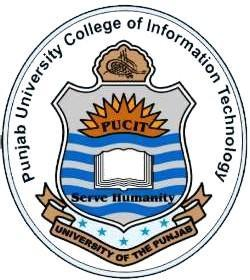 Punjab University College of Information Technology
PUCIT
Serve Humanity
UNIVERSITY OF THE PUNJAB